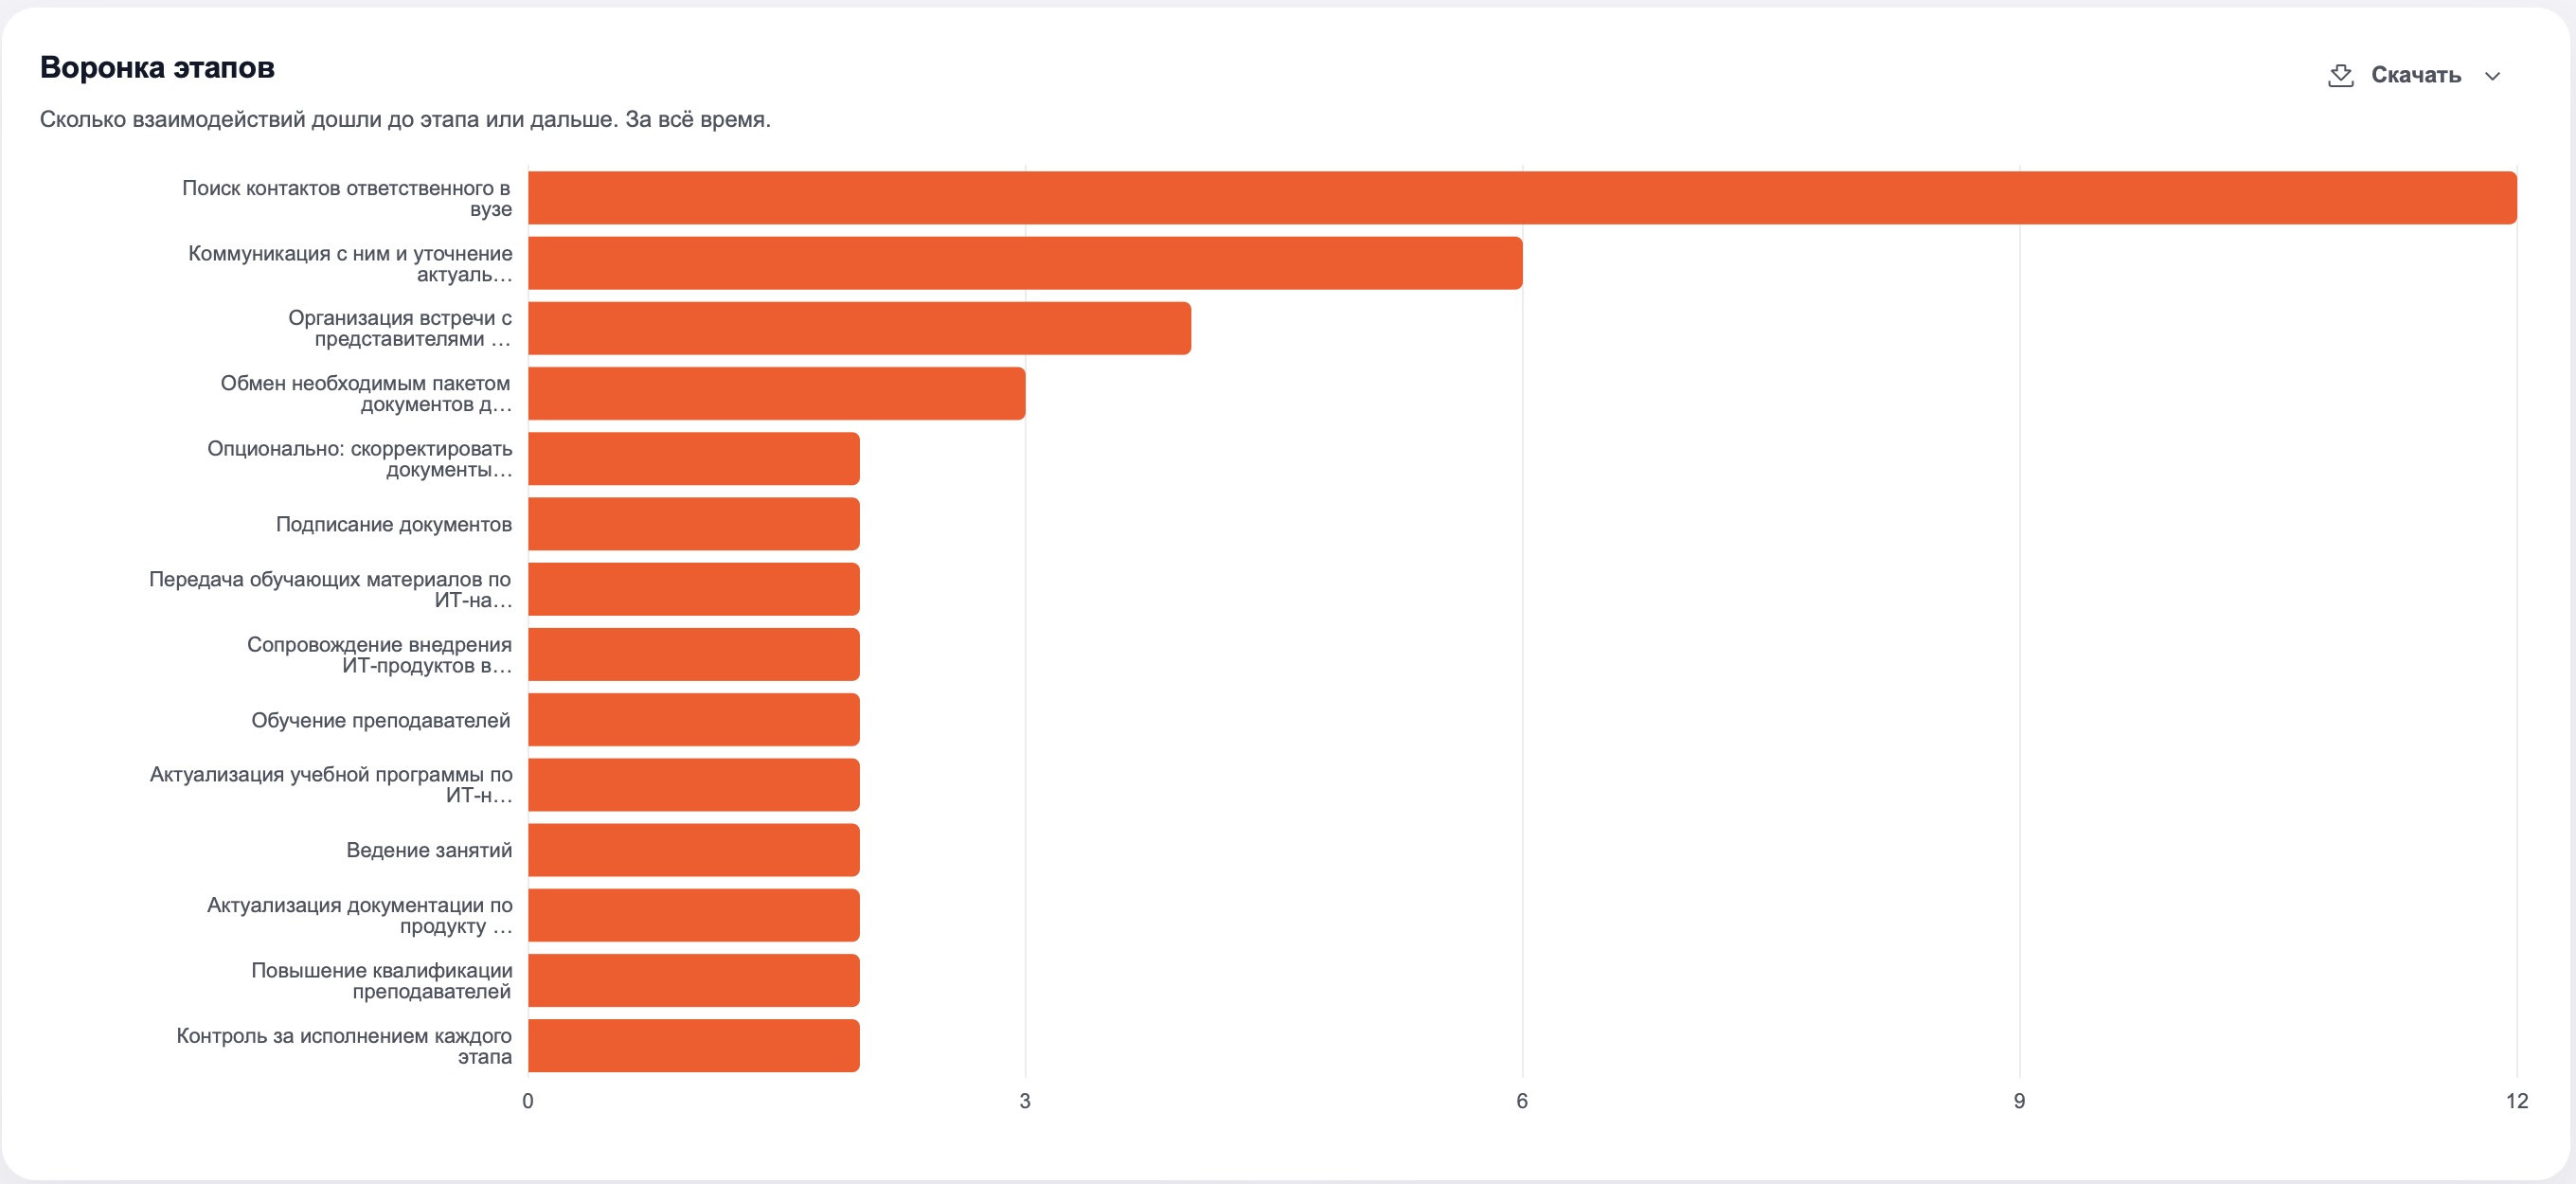 Воронка этапов
Скачать
Сколько взаимодействий дошли до этапа или дальше. За всё время.
Поиск контактов ответственного в
вузе
Коммуникация с ним и уточнение
актуаль…
Организация встречи с
представителями …
Обмен необходимым пакетом
документов д…
Опционально: скорректировать
документы…
Подписание документов
Передача обучающих материалов по
ИТ-на…
Сопровождение внедрения
ИТ-продуктов в…
Обучение преподавателей
Актуализация учебной программы по
ИТ-н…
Ведение занятий
Актуализация документации по
продукту …
Повышение квалификации
преподавателей
Контроль за исполнением каждого
этапа
0 3 6 9 12